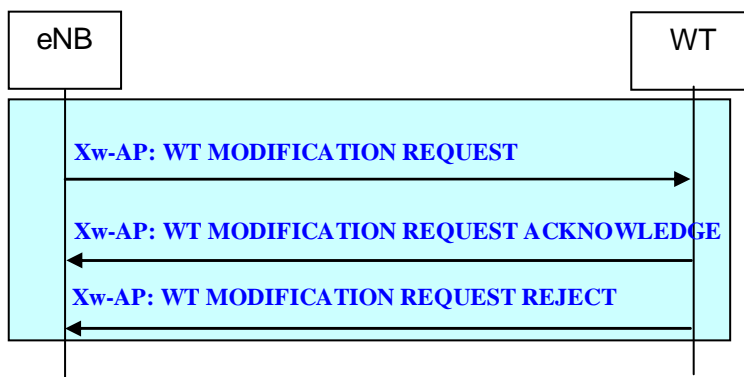 eNB
WT
Xw-AP: WT MODIFICATION REQUEST
Xw-AP: WT MODIFICATION REQUEST ACKNOWLEDGE
Xw-AP: WT MODIFICATION REQUEST REJECT